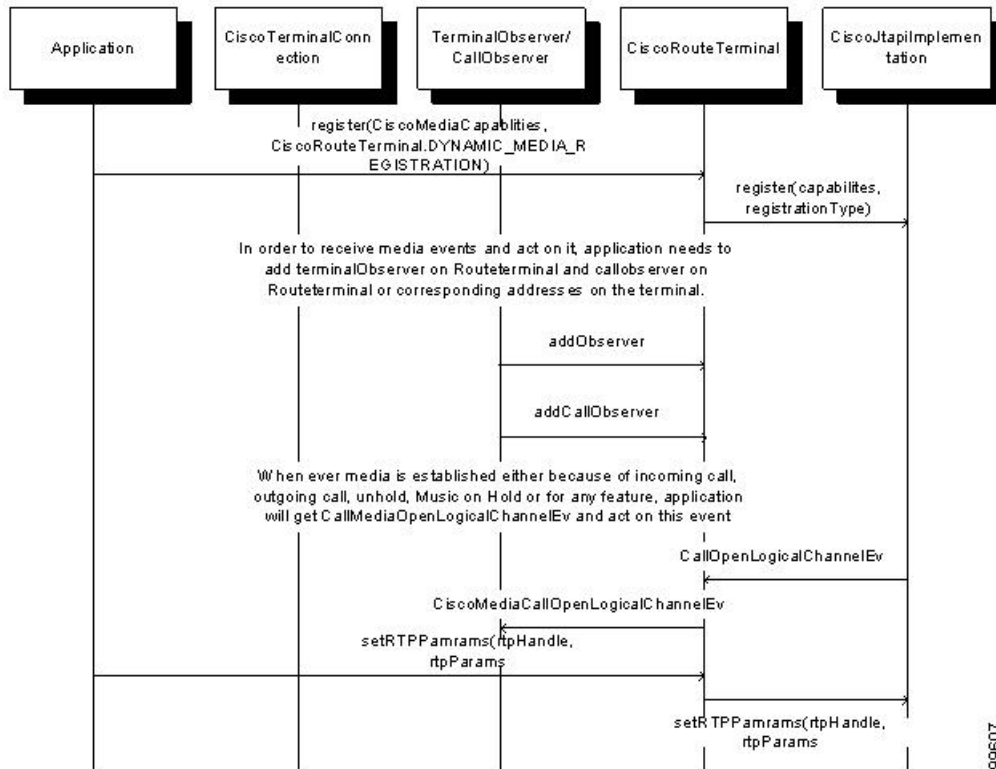 Application
CiscoTerminalConn
ection
TerminalObserver/
CallObserver
CiscoRouteTerminal
CiscoJtapiImplemen
tation
register(CiscoMediaCapablities,
CiscoRouteTerminal.DYNAMIC_MEDIA_R
EGISTRATION)
register(capabilites,
registrationType)
In order to receive media events and act on it, application needs to
add terminalObserver on Routeterminal and callobserver on
Routeterminal or corresponding addresses on the terminal.
addObserver
addCallObserver
When ever media is established either because of incoming call,
outgoing call, unhold, Music on Hold or for any feature, application
will get CallMediaOpenLogicalChannelEv and act on this event
CallOpenLogicalChannelEv
CiscoMediaCallOpenLogicalChannelEv
setRTPPamrams(rtpHandle,
rtpParams
setRTPPamrams(rtpHandle,
rtpParams
99607